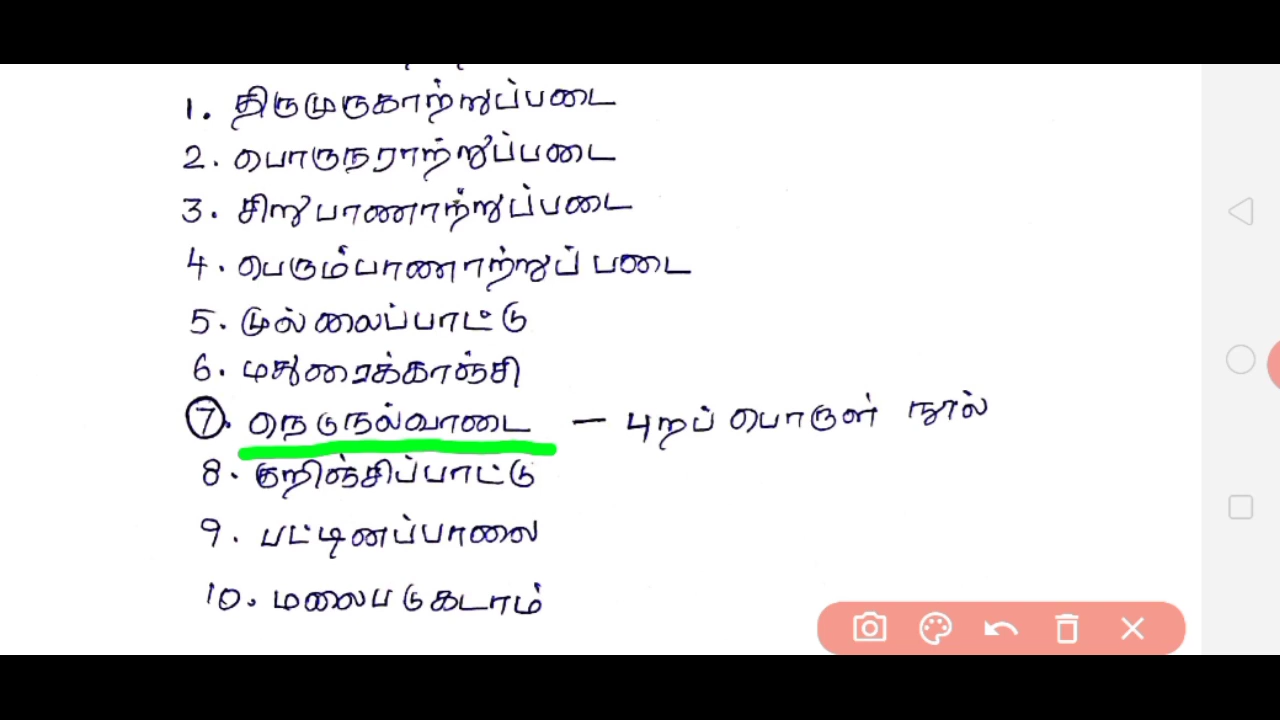 1. திருமுருகாற்றுப்படை
2. பொருநராற்றுப்படை
3. சிறுபாணாற்றுப்படை
4. பெரும்பாணாற்றுப் படை
5. முல்லைப்பாட்டு
6. மதுரைக்காஞ்சி
7. நெடுநல்வாடை – புறப் பொருள் நூல்
8. குறிஞ்சிப்பாட்டு
9. பட்டினப்பாலை
10. மலைபடுகடாம்